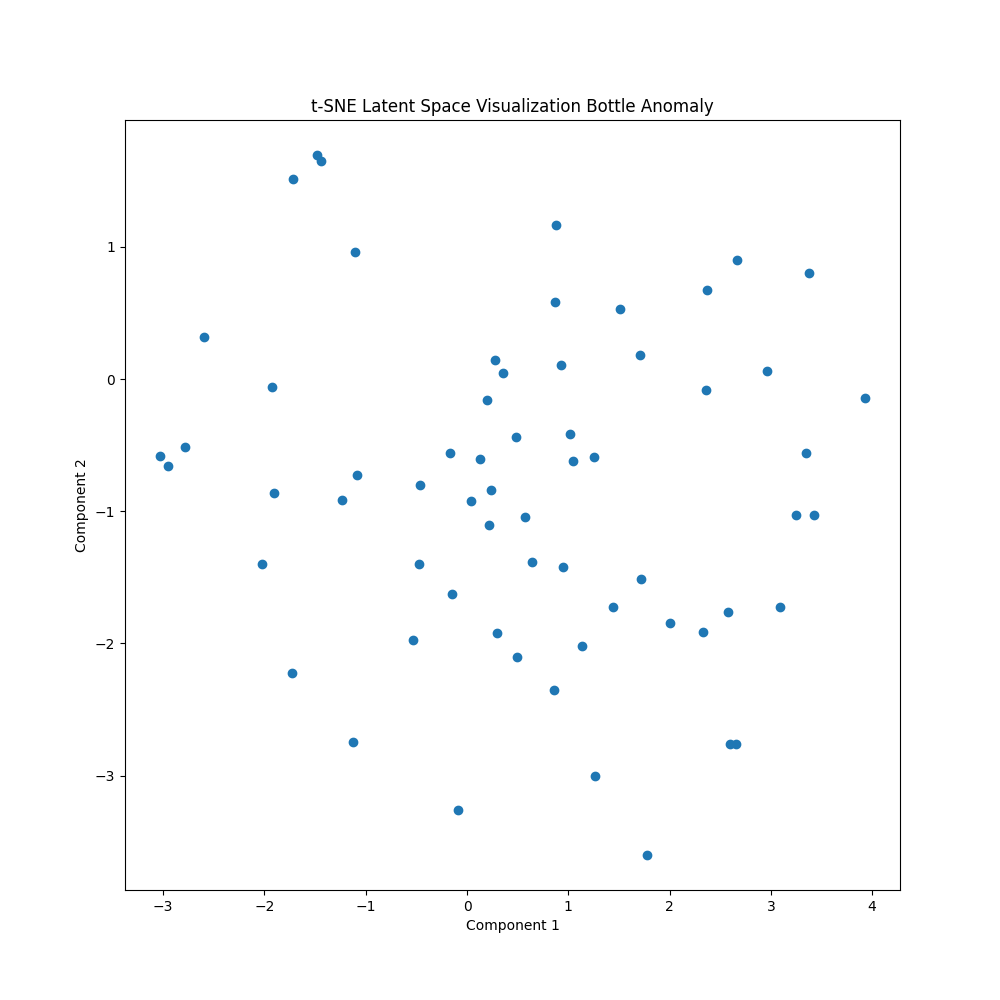 t-SNE Latent Space Visualization Bottle Anomaly
1
0
−1
−2
−3
Component 2
−3 −2 −1 0 1 2 3 4
Component 1